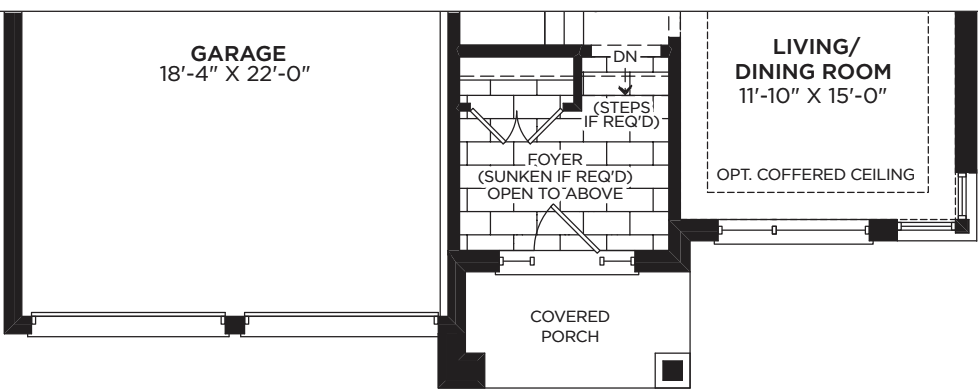 GARAGE
18'-4" X 22'-0"
DN
(STEPS
IF REQ'D)
FOYER
(SUNKEN IF REQ'D)
OPEN TO ABOVE
LIVING/
DINING ROOM
11'-10" X 15'-0"
OPT. COFFERED CEILING
COVERED
PORCH